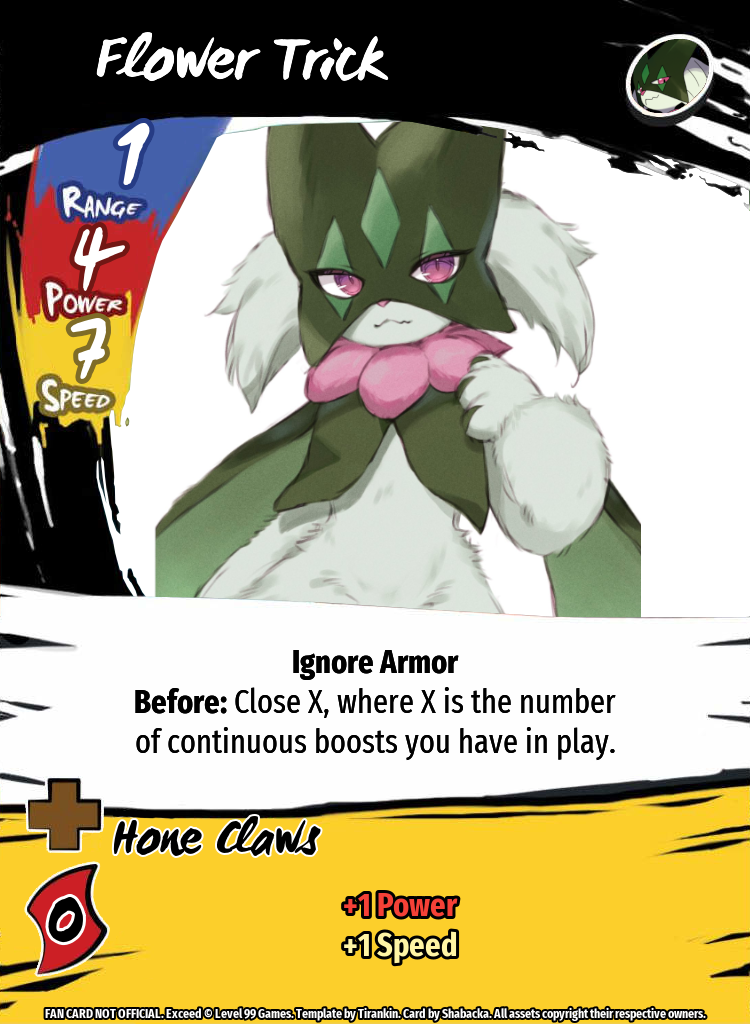 Flower Trick
1
RANGE
4
POWER
7
SPEED
Ignore Armor
Before: Close X, where X is the number
of continuous boosts you have in play.
Hone Claws
0
+1 Power
+1 Speed
FAN CARD NOT OFFICIAL. Exceed © Level 99 Games. Template by Tirankin. Card by Shabacka. All assets copyright their respective owners.